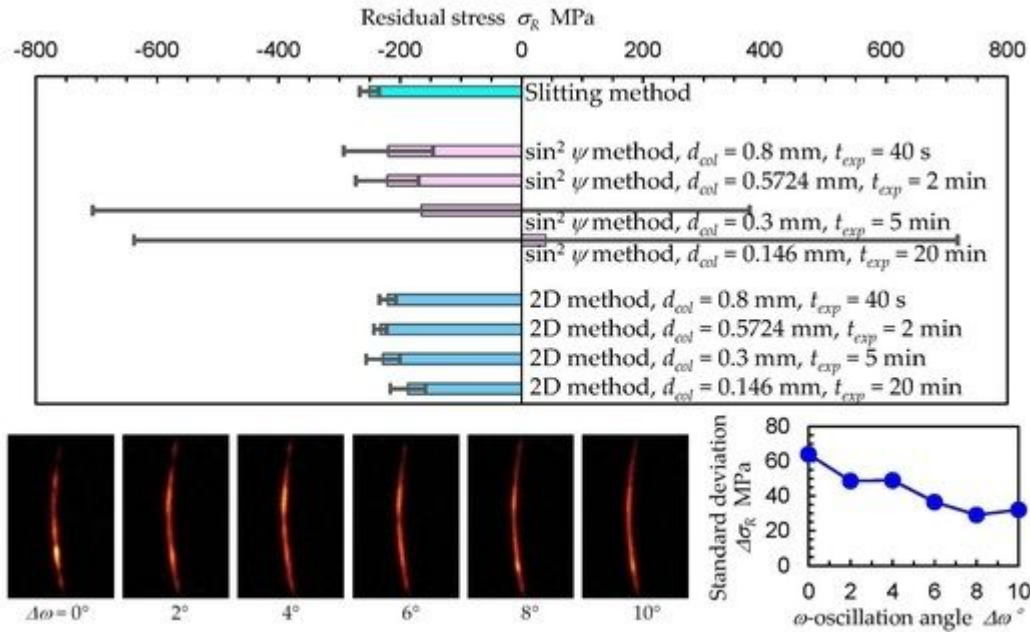 Residual stress σR MPa
-800 -600 -400 -200 0 200 400 600 800
Slitting method
sin² ψ method, dcol = 0.8 mm, texp = 40 s
sin² ψ method, dcol = 0.5724 mm, texp = 2 min
sin² ψ method, dcol = 0.3 mm, texp = 5 min
sin² ψ method, dcol = 0.146 mm, texp = 20 min
2D method, dcol = 0.8 mm, texp = 40 s
2D method, dcol = 0.5724 mm, texp = 2 min
2D method, dcol = 0.3 mm, texp = 5 min
2D method, dcol = 0.146 mm, texp = 20 min
Δω = 0° 2° 4° 6° 8° 10°
Standard deviation
ΔσR MPa
80
60
40
20
0
0 2 4 6 8 10
ω-oscillation angle Δω °